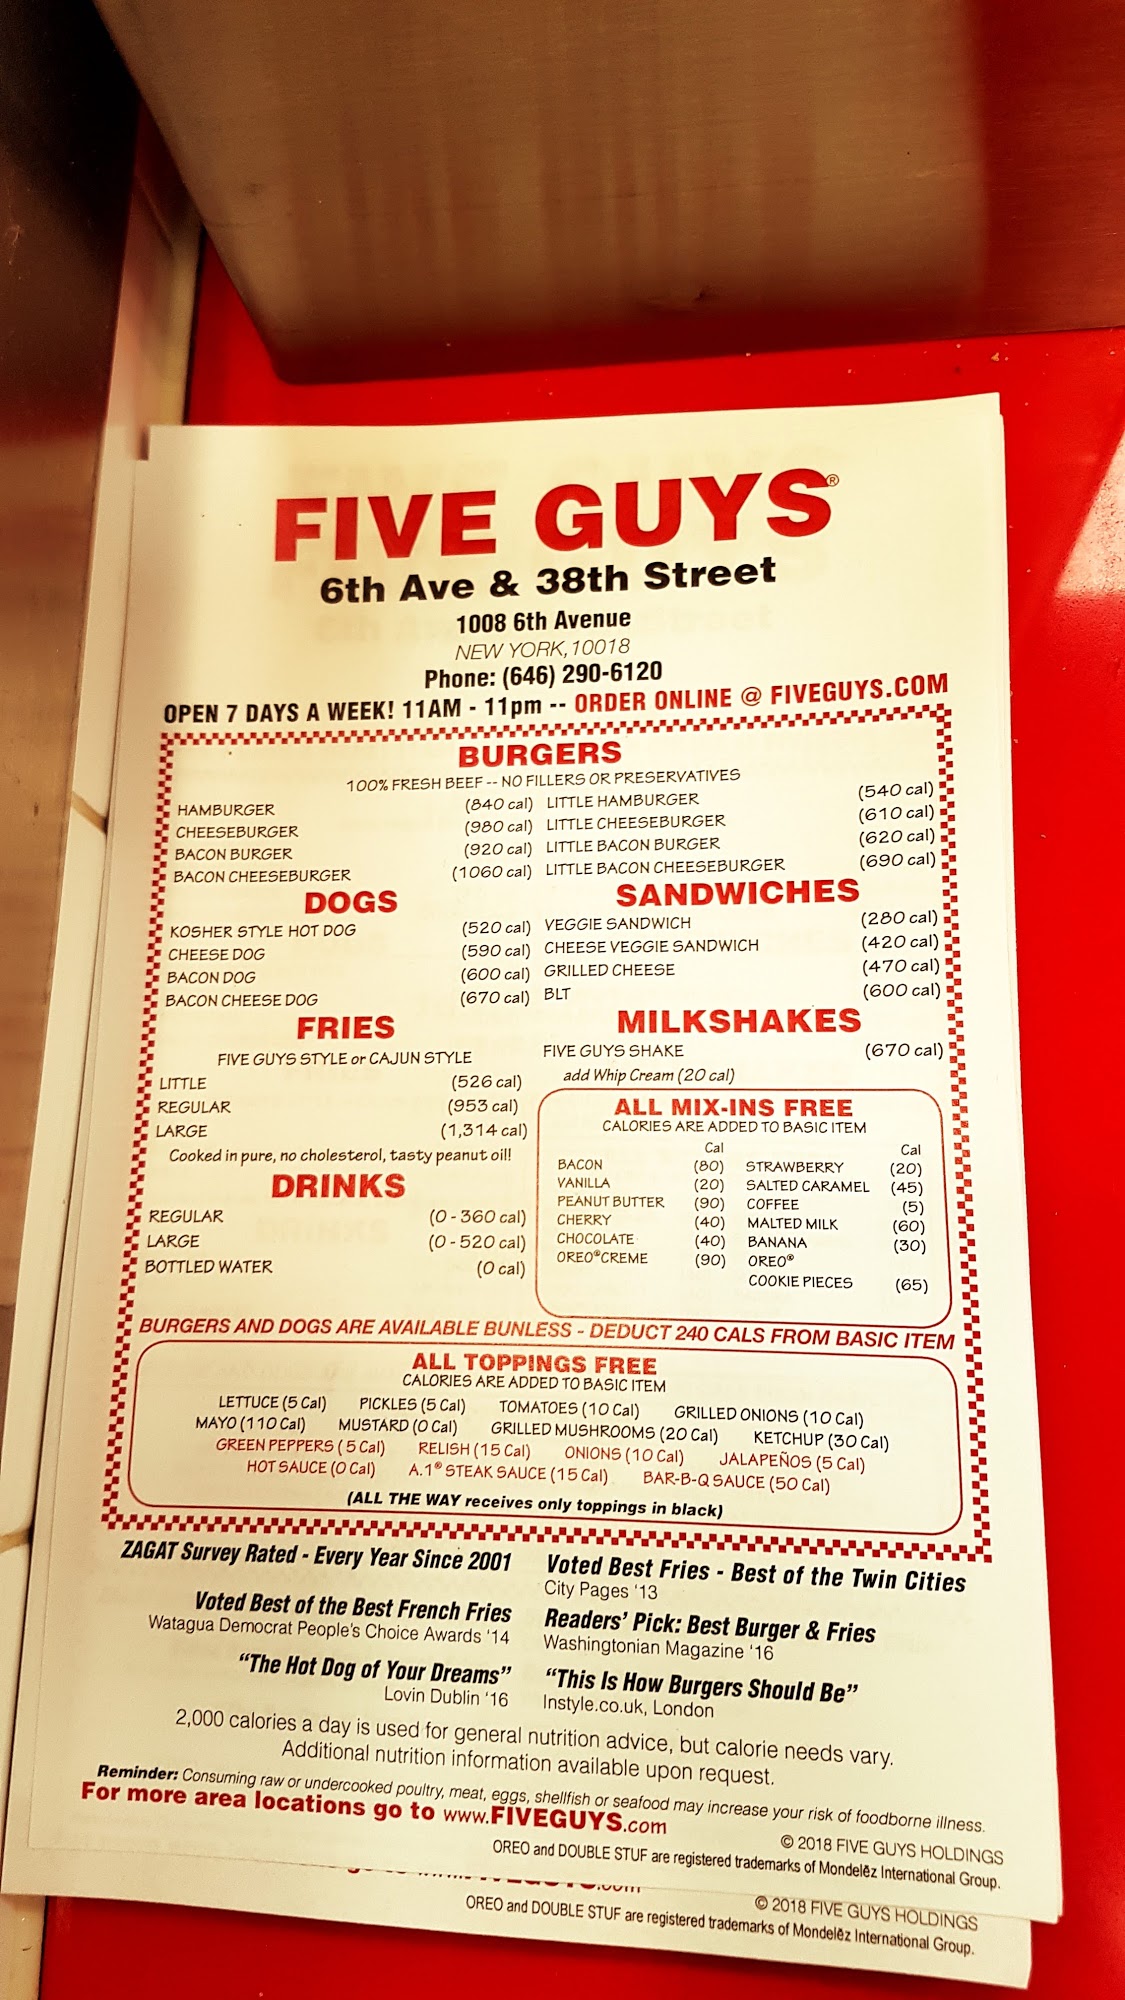 FIVE GUYS®
6th Ave & 38th Street
1008 6th Avenue
NEW YORK, 10018
Phone: (646) 290-6120
OPEN 7 DAYS A WEEK! 11AM - 11pm -- ORDER ONLINE @ FIVEGUYS.COM
BURGERS
100% FRESH BEEF -- NO FILLERS OR PRESERVATIVES
HAMBURGER (840 cal)
CHEESEBURGER (980 cal)
BACON BURGER (920 cal)
BACON CHEESEBURGER (1060 cal)
LITTLE HAMBURGER (540 cal)
LITTLE CHEESEBURGER (610 cal)
LITTLE BACON BURGER (620 cal)
LITTLE BACON CHEESEBURGER (690 cal)
DOGS
KOSHER STYLE HOT DOG (520 cal)
CHEESE DOG (590 cal)
BACON DOG (600 cal)
BACON CHEESE DOG (670 cal)
SANDWICHES
VEGGIE SANDWICH (280 cal)
CHEESE VEGGIE SANDWICH (420 cal)
GRILLED CHEESE (470 cal)
BLT (600 cal)
FRIES
FIVE GUYS STYLE or CAJUN STYLE
LITTLE (526 cal)
REGULAR (953 cal)
LARGE (1,314 cal)
Cooked in pure, no cholesterol, tasty peanut oil!
DRINKS
REGULAR (0 - 360 cal)
LARGE (0 - 520 cal)
BOTTLED WATER (0 cal)
MILKSHAKES
FIVE GUYS SHAKE (670 cal)
add Whip Cream (20 cal)
ALL MIX-INS FREE
CALORIES ARE ADDED TO BASIC ITEM
Cal Cal
BACON (80) STRAWBERRY (20)
VANILLA (20) SALTED CARAMEL (45)
PEANUT BUTTER (90) COFFEE (5)
CHERRY (40) MALTED MILK (60)
CHOCOLATE (40) BANANA (30)
OREO® CREME (90) OREO®
COOKIE PIECES (65)
BURGERS AND DOGS ARE AVAILABLE BUNLESS - DEDUCT 240 CALS FROM BASIC ITEM
ALL TOPPINGS FREE
CALORIES ARE ADDED TO BASIC ITEM
LETTUCE (5 Cal) PICKLES (5 Cal) TOMATOES (10 Cal) GRILLED ONIONS (10 Cal)
MAYO (110 Cal) MUSTARD (0 Cal) GRILLED MUSHROOMS (20 Cal) KETCHUP (30 Cal)
GREEN PEPPERS ( 5 Cal) RELISH (15 Cal) ONIONS (10 Cal) JALAPEÑOS (5 Cal)
HOT SAUCE (0 Cal) A.1® STEAK SAUCE (15 Cal) BAR-B-Q SAUCE (50 Cal)
(ALL THE WAY receives only toppings in black)
ZAGAT Survey Rated - Every Year Since 2001
Voted Best of the Best French Fries
Watagua Democrat People's Choice Awards '14
"The Hot Dog of Your Dreams"
Lovin Dublin '16
Voted Best Fries - Best of the Twin Cities
City Pages '13
Readers' Pick: Best Burger & Fries
Washingtonian Magazine '16
"This Is How Burgers Should Be"
Instyle.co.uk, London
2,000 calories a day is used for general nutrition advice, but calorie needs vary.
Additional nutrition information available upon request.
Reminder: Consuming raw or undercooked poultry, meat, eggs, shellfish or seafood may increase your risk of foodborne illness.
For more area locations go to www.FIVEGUYS.com
© 2018 FIVE GUYS HOLDINGS
OREO and DOUBLE STUF are registered trademarks of Mondelēz International Group.
© 2018 FIVE GUYS HOLDINGS
OREO and DOUBLE STUF are registered trademarks of Mondelēz International Group.